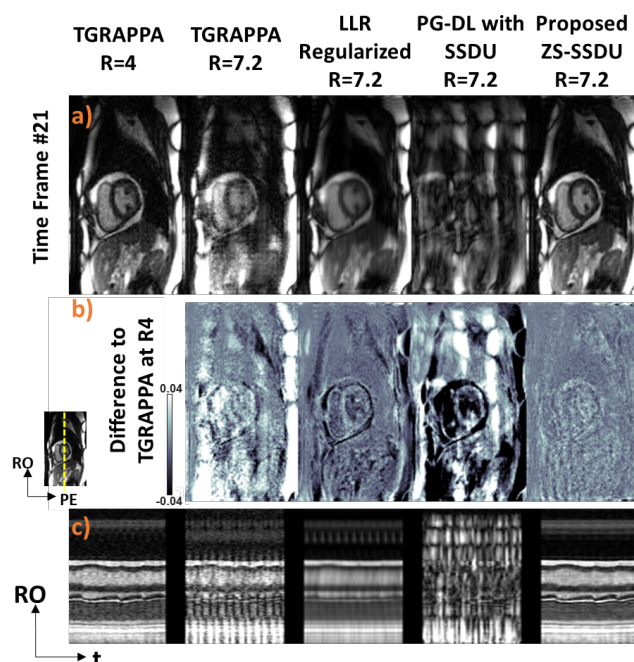 TGRAPPA
R=4
TGRAPPA
R=7.2
LLR
Regularized
R=7.2
PG-DL with
SSDU
R=7.2
Proposed
ZS-SSDU
R=7.2
a)
Time Frame #21
b)
Difference to
TGRAPPA at R4
0.04
-0.04
RO
PE
c)
RO
t